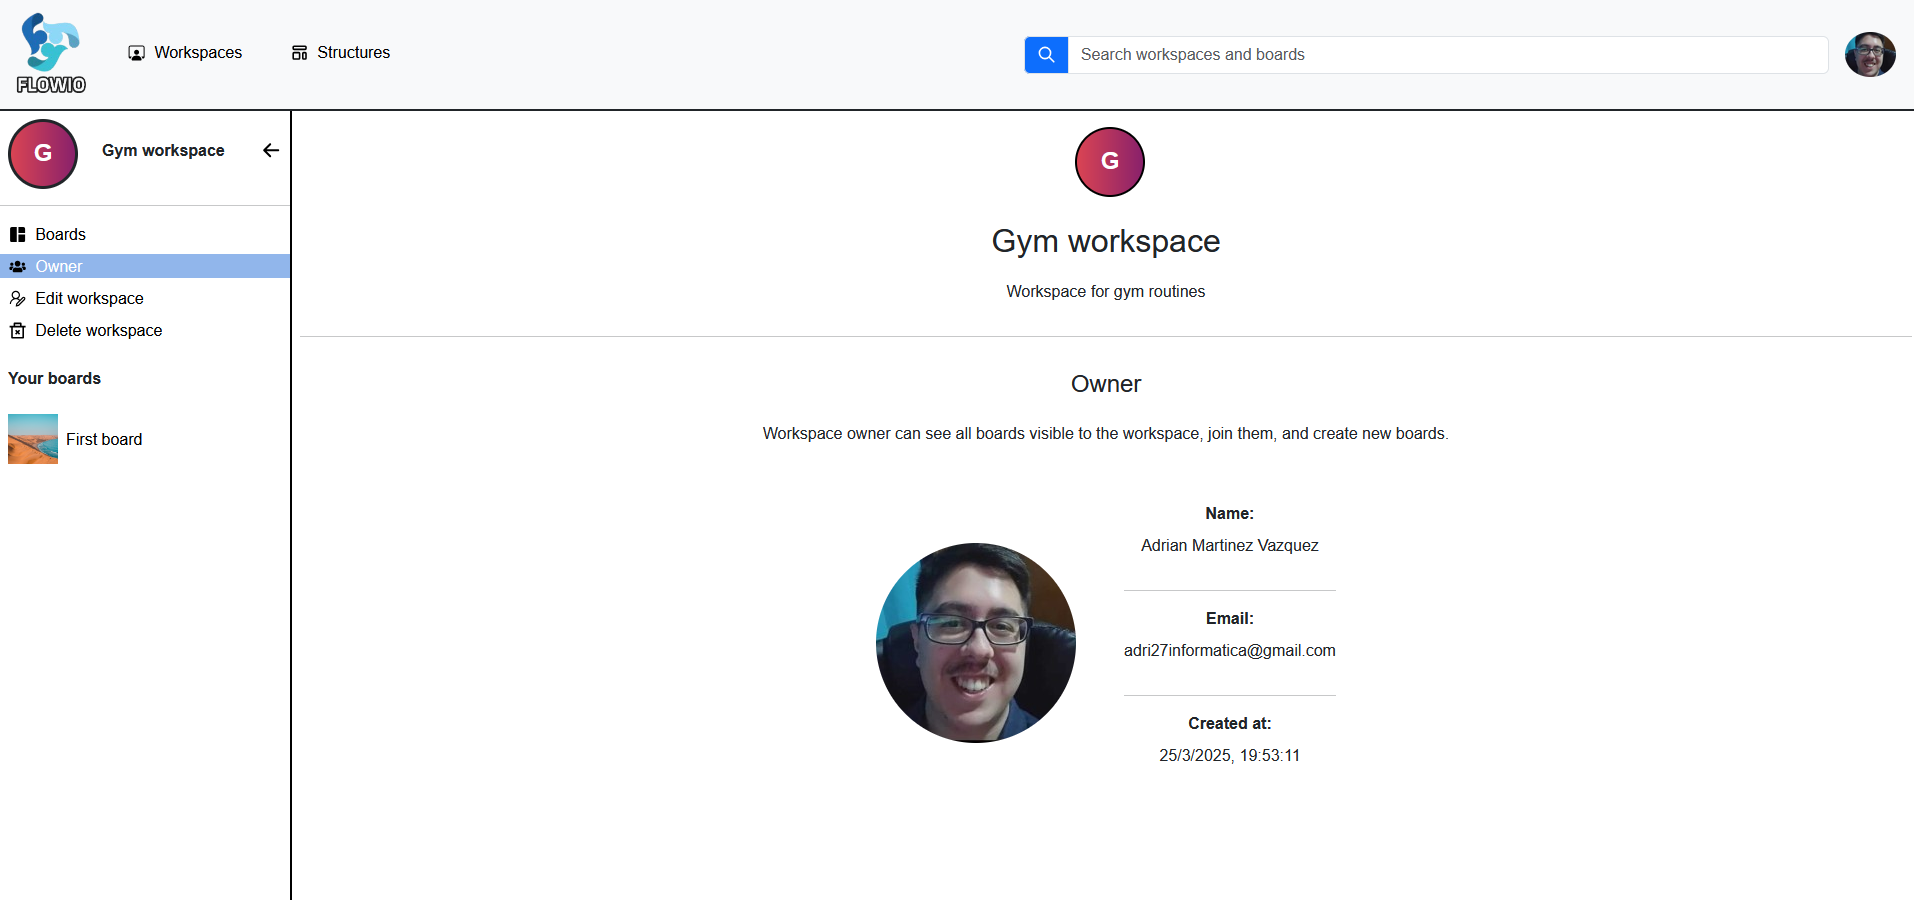 FLOWIO
Workspaces
Structures
Search workspaces and boards
G
Gym workspace
Boards
Owner
Edit workspace
Delete workspace
Your boards
First board
G
Gym workspace
Workspace for gym routines
Owner
Workspace owner can see all boards visible to the workspace, join them, and create new boards.
Name:
Adrian Martinez Vazquez
Email:
adri27informatica@gmail.com
Created at:
25/3/2025, 19:53:11